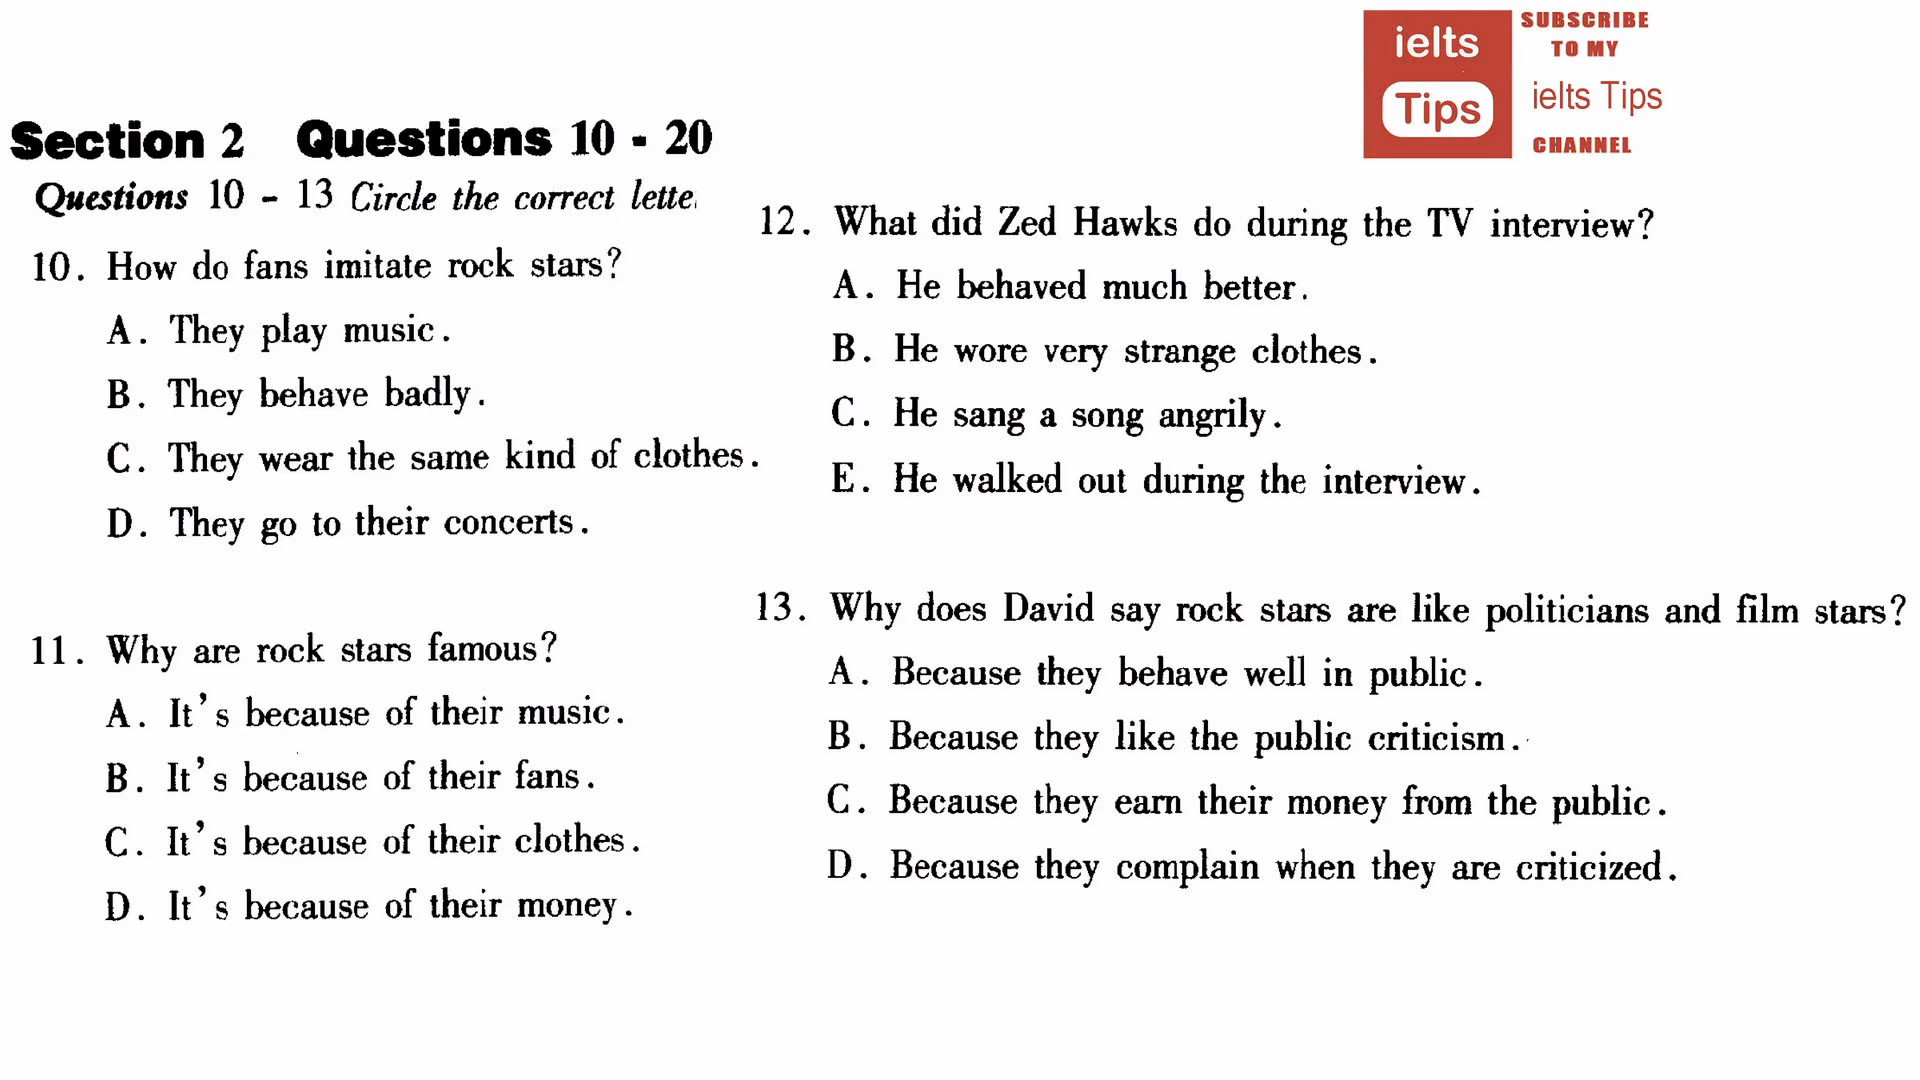 ielts
Tips
SUBSCRIBE
TO MY
ielts Tips
CHANNEL
Section 2 Questions 10 - 20
Questions 10 - 13 Circle the correct lette
10. How do fans imitate rock stars?
A. They play music.
B. They behave badly.
C. They wear the same kind of clothes.
D. They go to their concerts.
11. Why are rock stars famous?
A. It's because of their music.
B. It's because of their fans.
C. It's because of their clothes.
D. It's because of their money.
12. What did Zed Hawks do during the TV interview?
A. He behaved much better.
B. He wore very strange clothes.
C. He sang a song angrily.
E. He walked out during the interview.
13. Why does David say rock stars are like politicians and film stars?
A. Because they behave well in public.
B. Because they like the public criticism.
C. Because they earn their money from the public.
D. Because they complain when they are criticized.